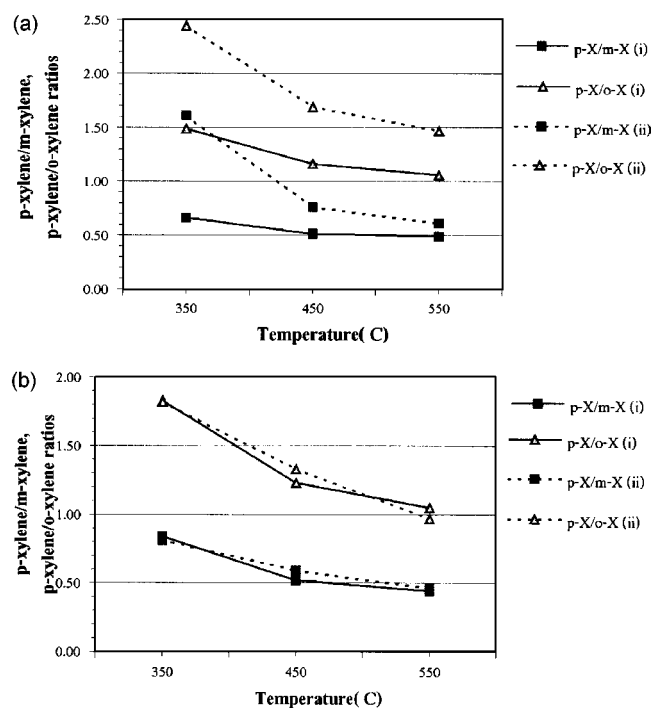 (a)
p-xylene/m-xylene,
p-xylene/o-xylene ratios
2.50
2.00
1.50
1.00
0.50
0.00
350 450 550
Temperature( C)
p-X/m-X (i)
p-X/o-X (i)
p-X/m-X (ii)
p-X/o-X (ii)
(b)
p-xylene/m-xylene,
p-xylene/o-xylene ratios
2.00
1.50
1.00
0.50
0.00
350 450 550
Temperature( C)
p-X/m-X (i)
p-X/o-X (i)
p-X/m-X (ii)
p-X/o-X (ii)